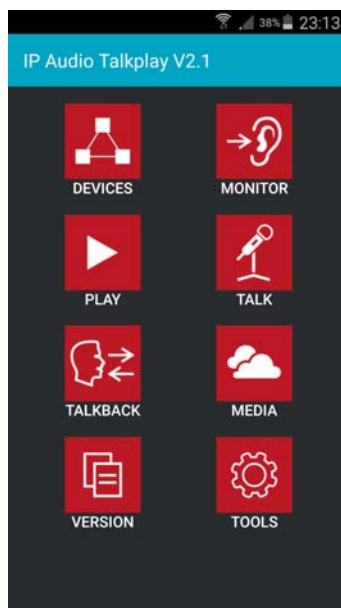 38% 23:13
IP Audio Talkplay V2.1
DEVICES MONITOR
PLAY TALK
TALKBACK MEDIA
VERSION TOOLS